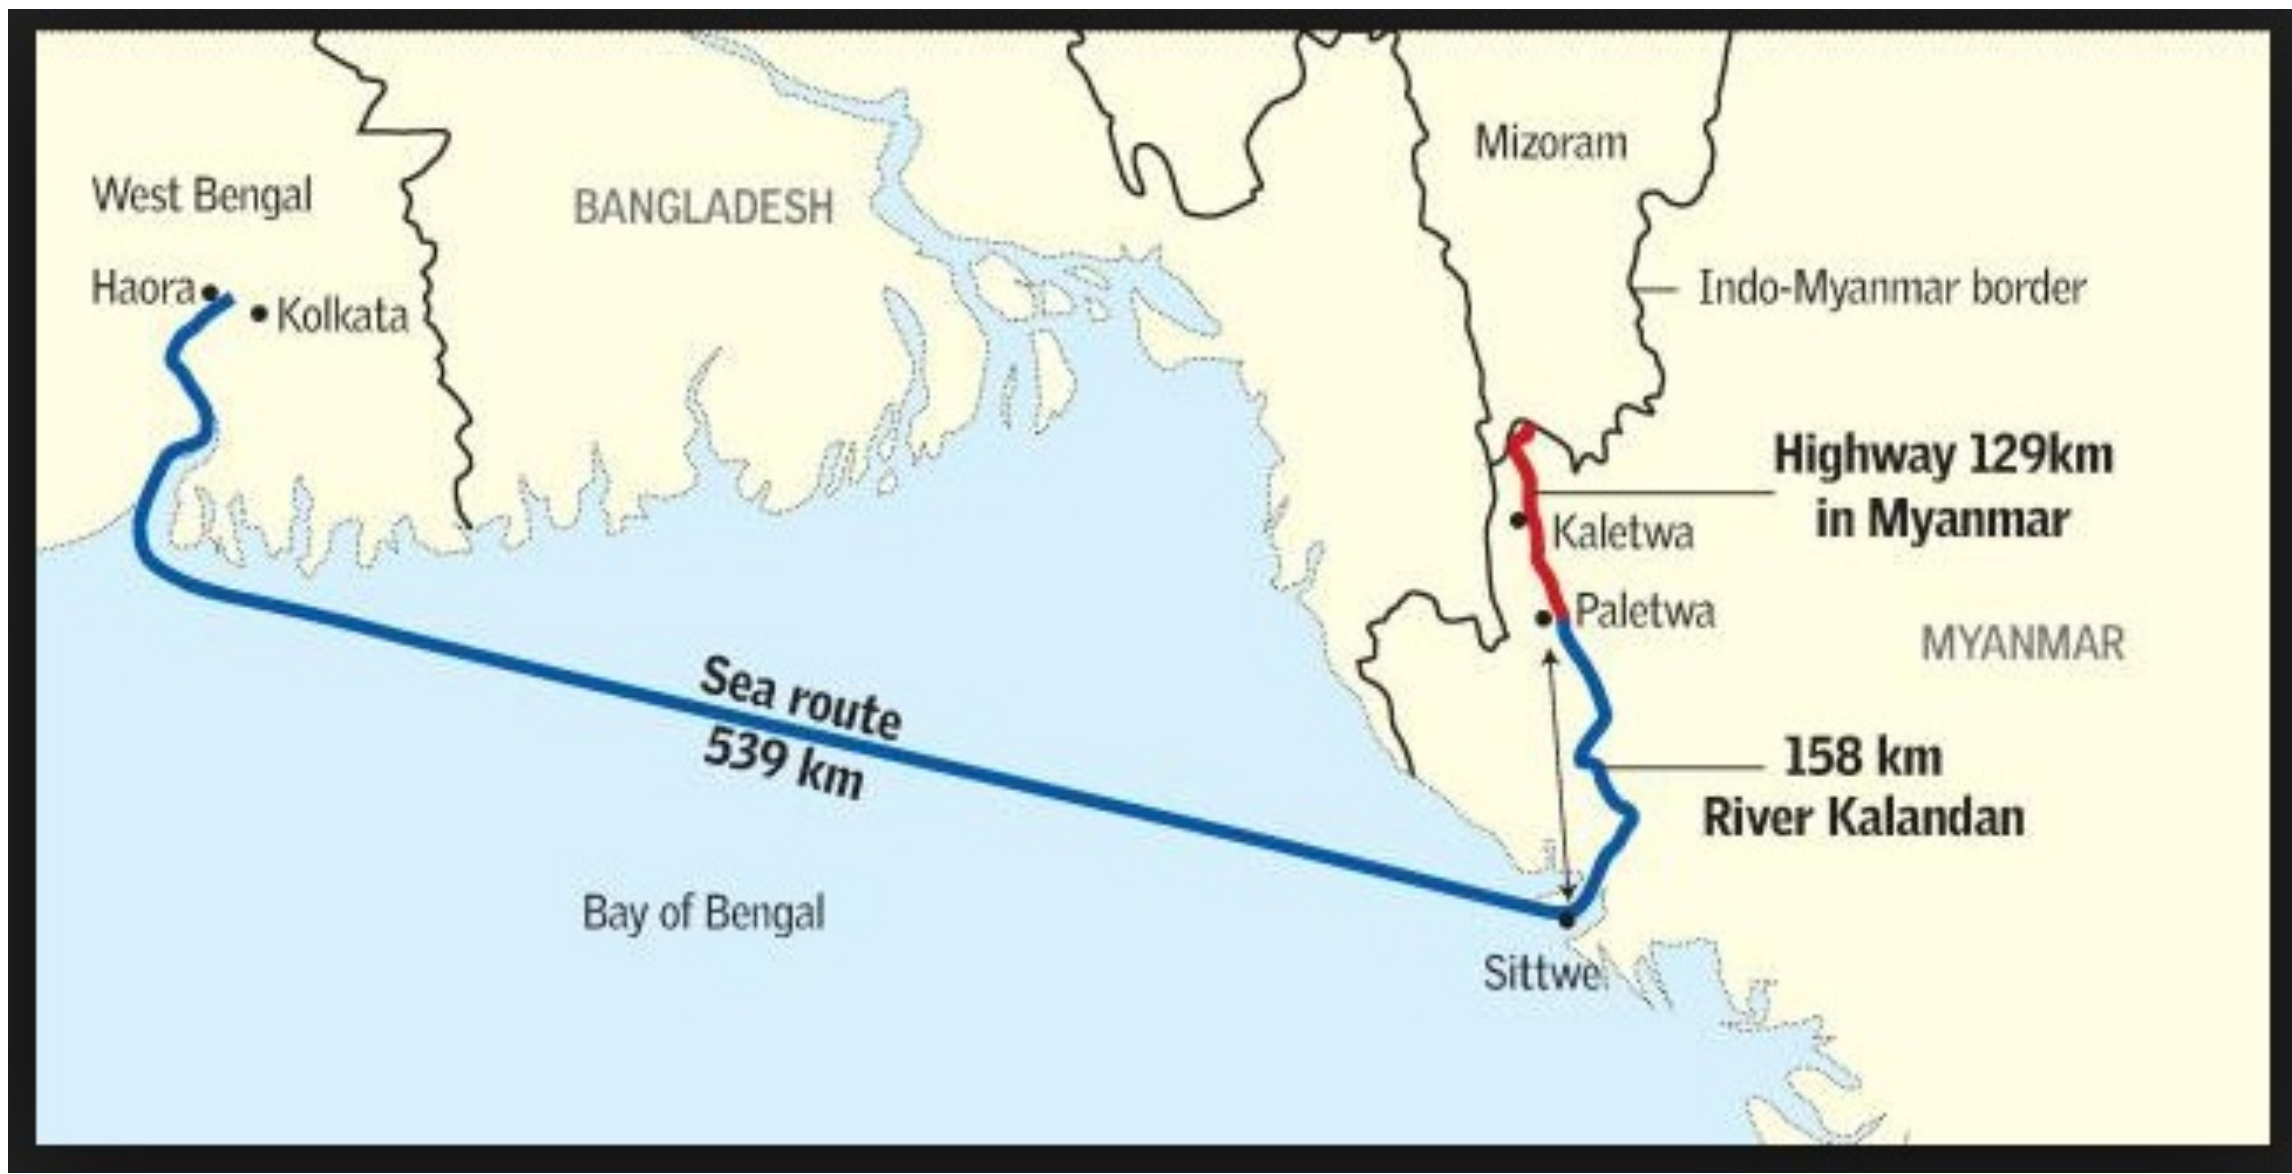 Mizoram
West Bengal
BANGLADESH
Haora
Kolkata
Indo-Myanmar border
Highway 129km
in Myanmar
Kaletwa
Paletwa
MYANMAR
Sea route
539 km
158 km
River Kalandan
Bay of Bengal
Sittwe